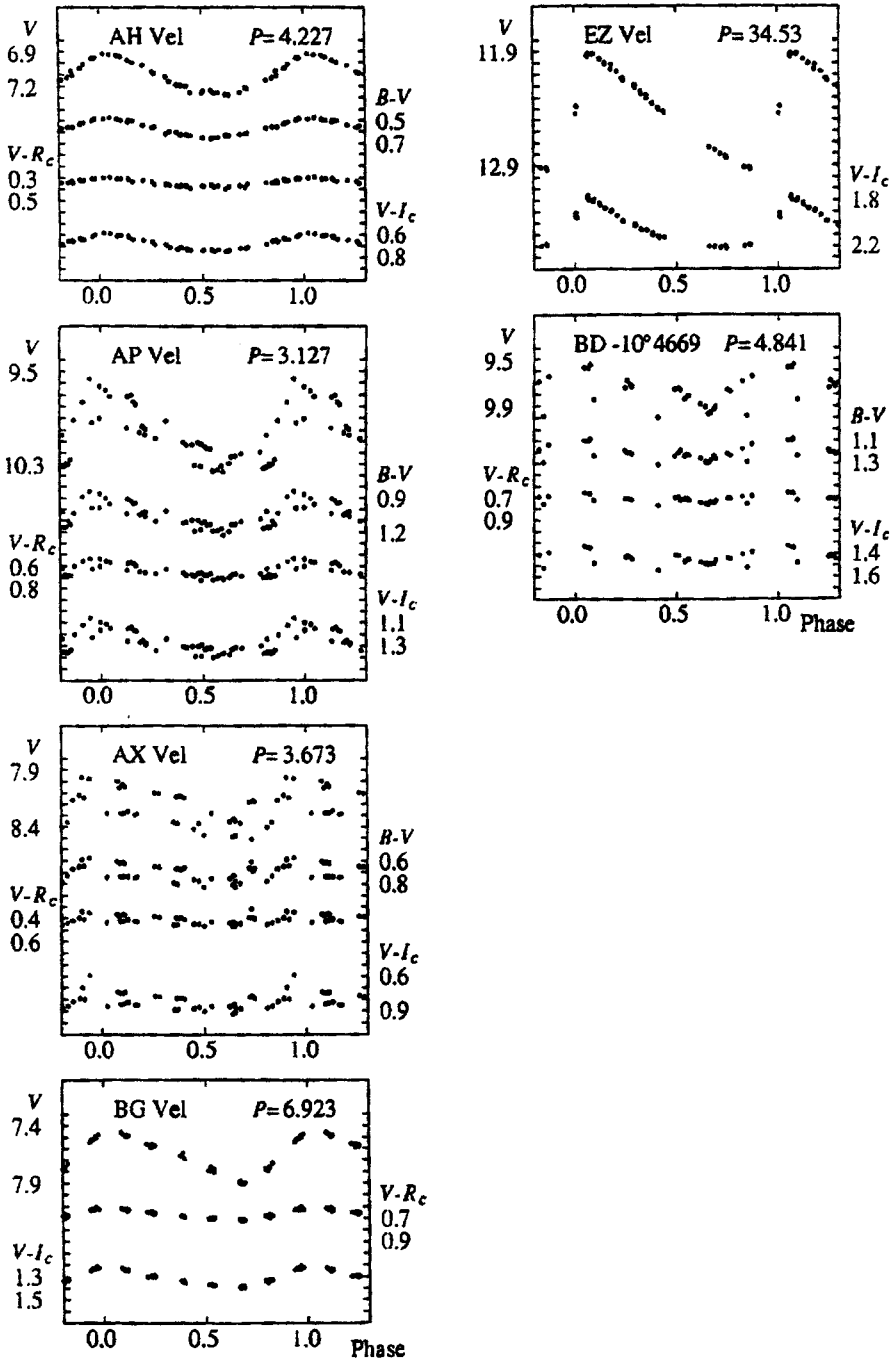 AH Vel P= 4.227
V
6.9
7.2
B-V
0.5
0.7
V-Rc
0.3
0.5
V-Ic
0.6
0.8
0.0 0.5 1.0
AP Vel P= 3.127
V
9.5
10.3
B-V
0.9
1.2
V-Rc
0.6
0.8
V-Ic
1.1
1.3
0.0 0.5 1.0
AX Vel P= 3.673
V
7.9
8.4
B-V
0.6
0.8
V-Rc
0.4
0.6
V-Ic
0.6
0.9
0.0 0.5 1.0
BG Vel P= 6.923
V
7.4
7.9
V-Rc
0.7
0.9
V-Ic
1.3
1.5
0.0 0.5 1.0
Phase
EZ Vel P= 34.53
V
11.9
12.9
V-Ic
1.8
2.2
0.0 0.5 1.0
BD -10°4669 P= 4.841
V
9.5
9.9
B-V
1.1
1.3
V-Rc
0.7
0.9
V-Ic
1.4
1.6
0.0 0.5 1.0
Phase